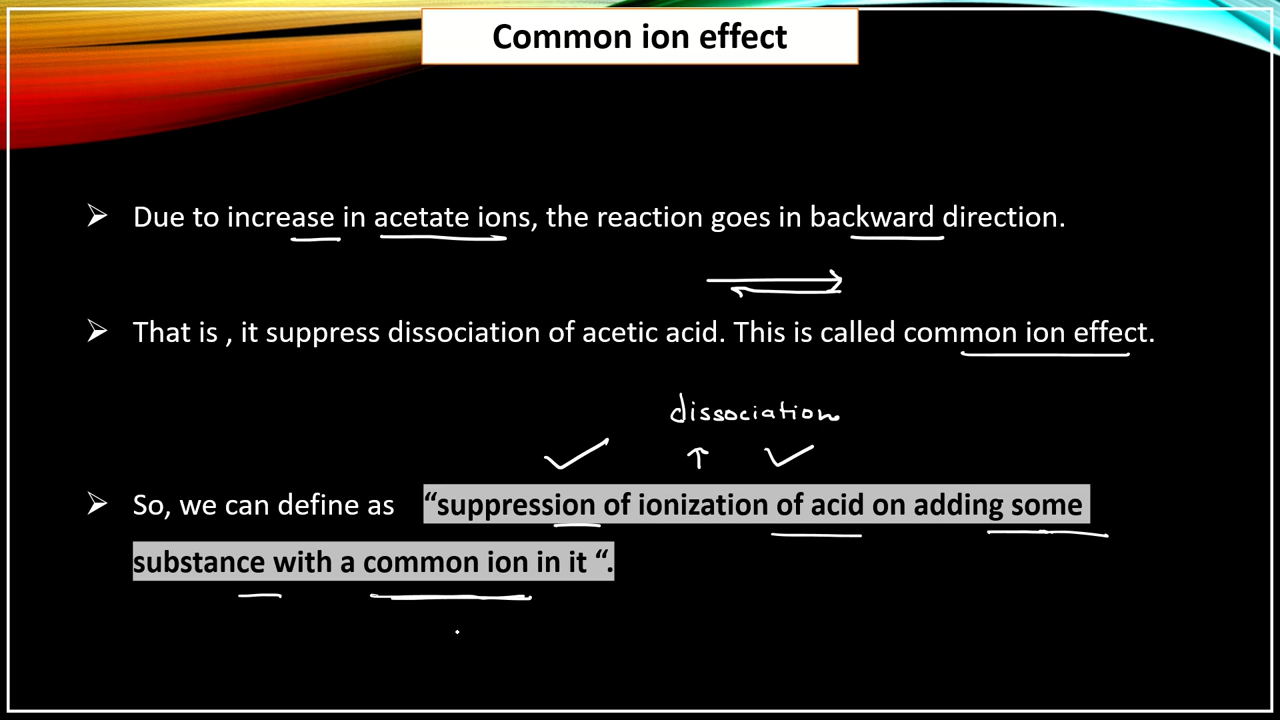 Common ion effect
Due to increase in acetate ions, the reaction goes in backward direction.
That is , it suppress dissociation of acetic acid. This is called common ion effect.
dissociation
So, we can define as “suppression of ionization of acid on adding some
substance with a common ion in it “.